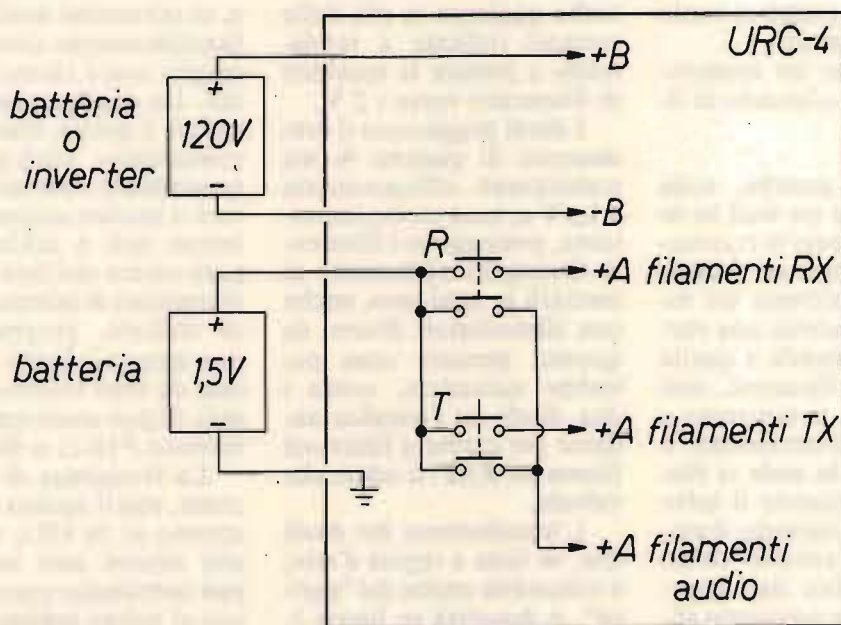 URC-4
+B
batteria
o
inverter
+
120V
-
-B
R
+A filamenti RX
batteria
+
1,5V
-
T
+A filamenti TX
+A filamenti
audio